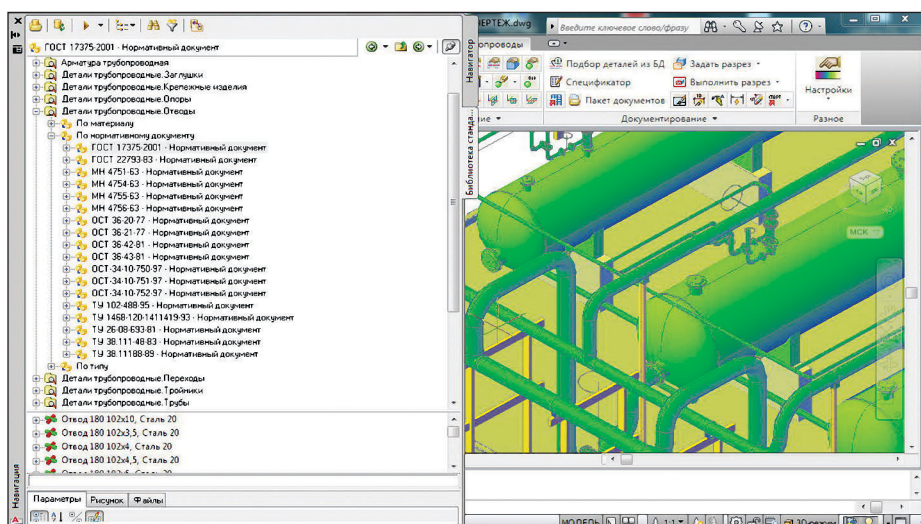 ГОСТ 17375-2001 - Нормативный документ
Арматура трубопроводная
Детали трубопроводные.Заглушки
Детали трубопроводные.Крепежные изделия
Детали трубопроводные.Опоры
Детали трубопроводные.Отводы
По материалу
По нормативному документу
ГОСТ 17375-2001 - Нормативный документ
ГОСТ 22793-83 - Нормативный документ
МН 4751-63 - Нормативный документ
МН 4754-63 - Нормативный документ
МН 4755-63 - Нормативный документ
МН 4756-63 - Нормативный документ
ОСТ 36-20-77 - Нормативный документ
ОСТ 36-21-77 - Нормативный документ
ОСТ 36-42-81 - Нормативный документ
ОСТ 36-43-81 - Нормативный документ
ОСТ-34-10-750-97 - Нормативный документ
ОСТ-34-10-751-97 - Нормативный документ
ОСТ-34-10-752-97 - Нормативный документ
ТУ 102-488-95 - Нормативный документ
ТУ 1468-120-1411419-93 - Нормативный документ
ТУ 26-08-693-81 - Нормативный документ
ТУ 38.111-48-83 - Нормативный документ
ТУ 38.11188-89 - Нормативный документ
По типу
Детали трубопроводные.Переходы
Детали трубопроводные.Тройники
Детали трубопроводные.Трубы
Отвод 180 102x10, Сталь 20
Отвод 180 102x3,5, Сталь 20
Отвод 180 102x4, Сталь 20
Отвод 180 102x4,5, Сталь 20
Параметры Рисунок Файлы
Навигация
Навигатор
Библиотека станда...
ЕРТЕЖ.dwg
Введите ключевое слово/фразу
опроводы
Подбор деталей из БД
Задать разрез
Спецификатор
Выполнить разрез
Пакет документов
Настройки
ие
Документирование
Разное
МСК
МОДЕЛЬ
1:1